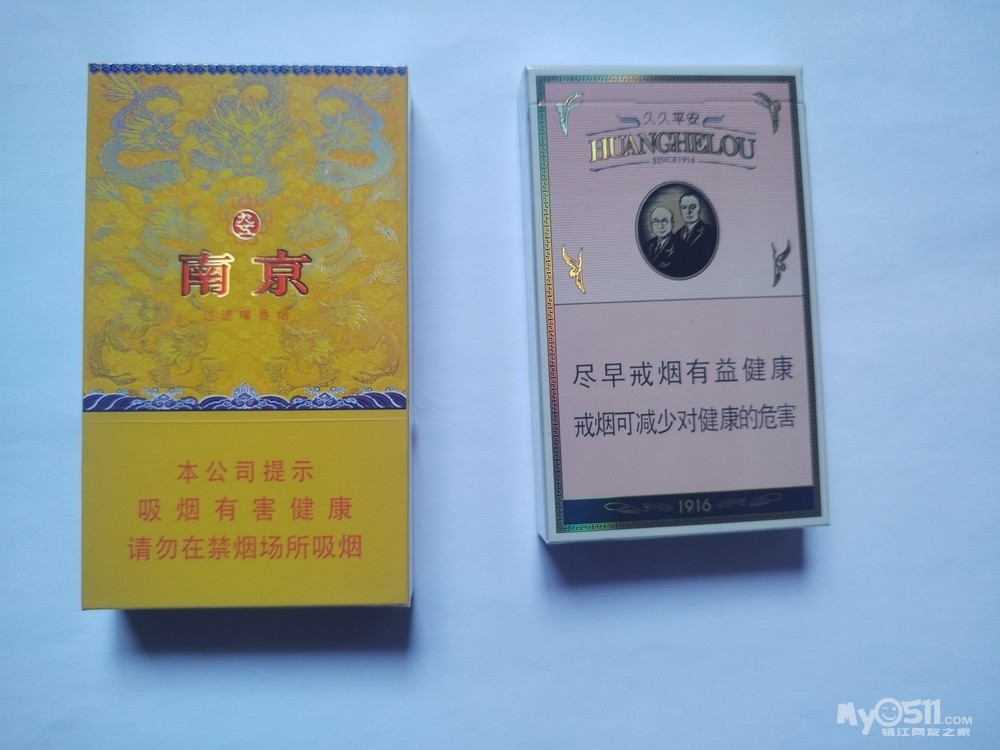 南京
过滤嘴香烟
本公司提示
吸烟有害健康
请勿在禁烟场所吸烟
久久平安
HUANGHELOU
SINCE1916
尽早戒烟有益健康
戒烟可减少对健康的危害
1916
My0511.COM
镇江网友之家